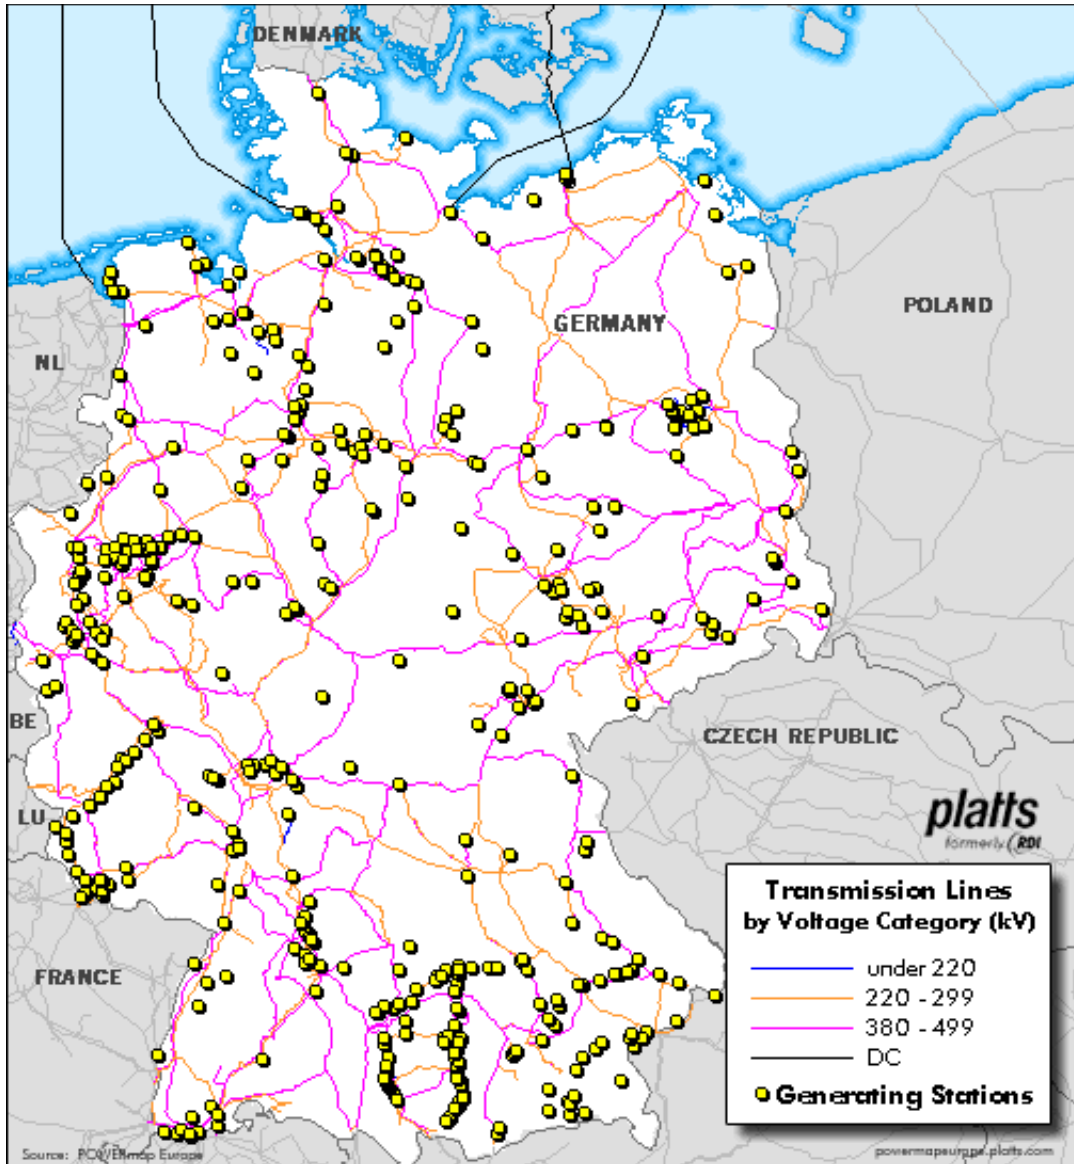 DENMARK
POLAND
GERMANY
NL
BE
CZECH REPUBLIC
LU
platts
formerly RDI
Transmission Lines
by Voltage Category (kV)
under 220
220 - 299
380 - 499
DC
Generating Stations
FRANCE
Source: POWERmap Europe
powermapeurope.platts.com